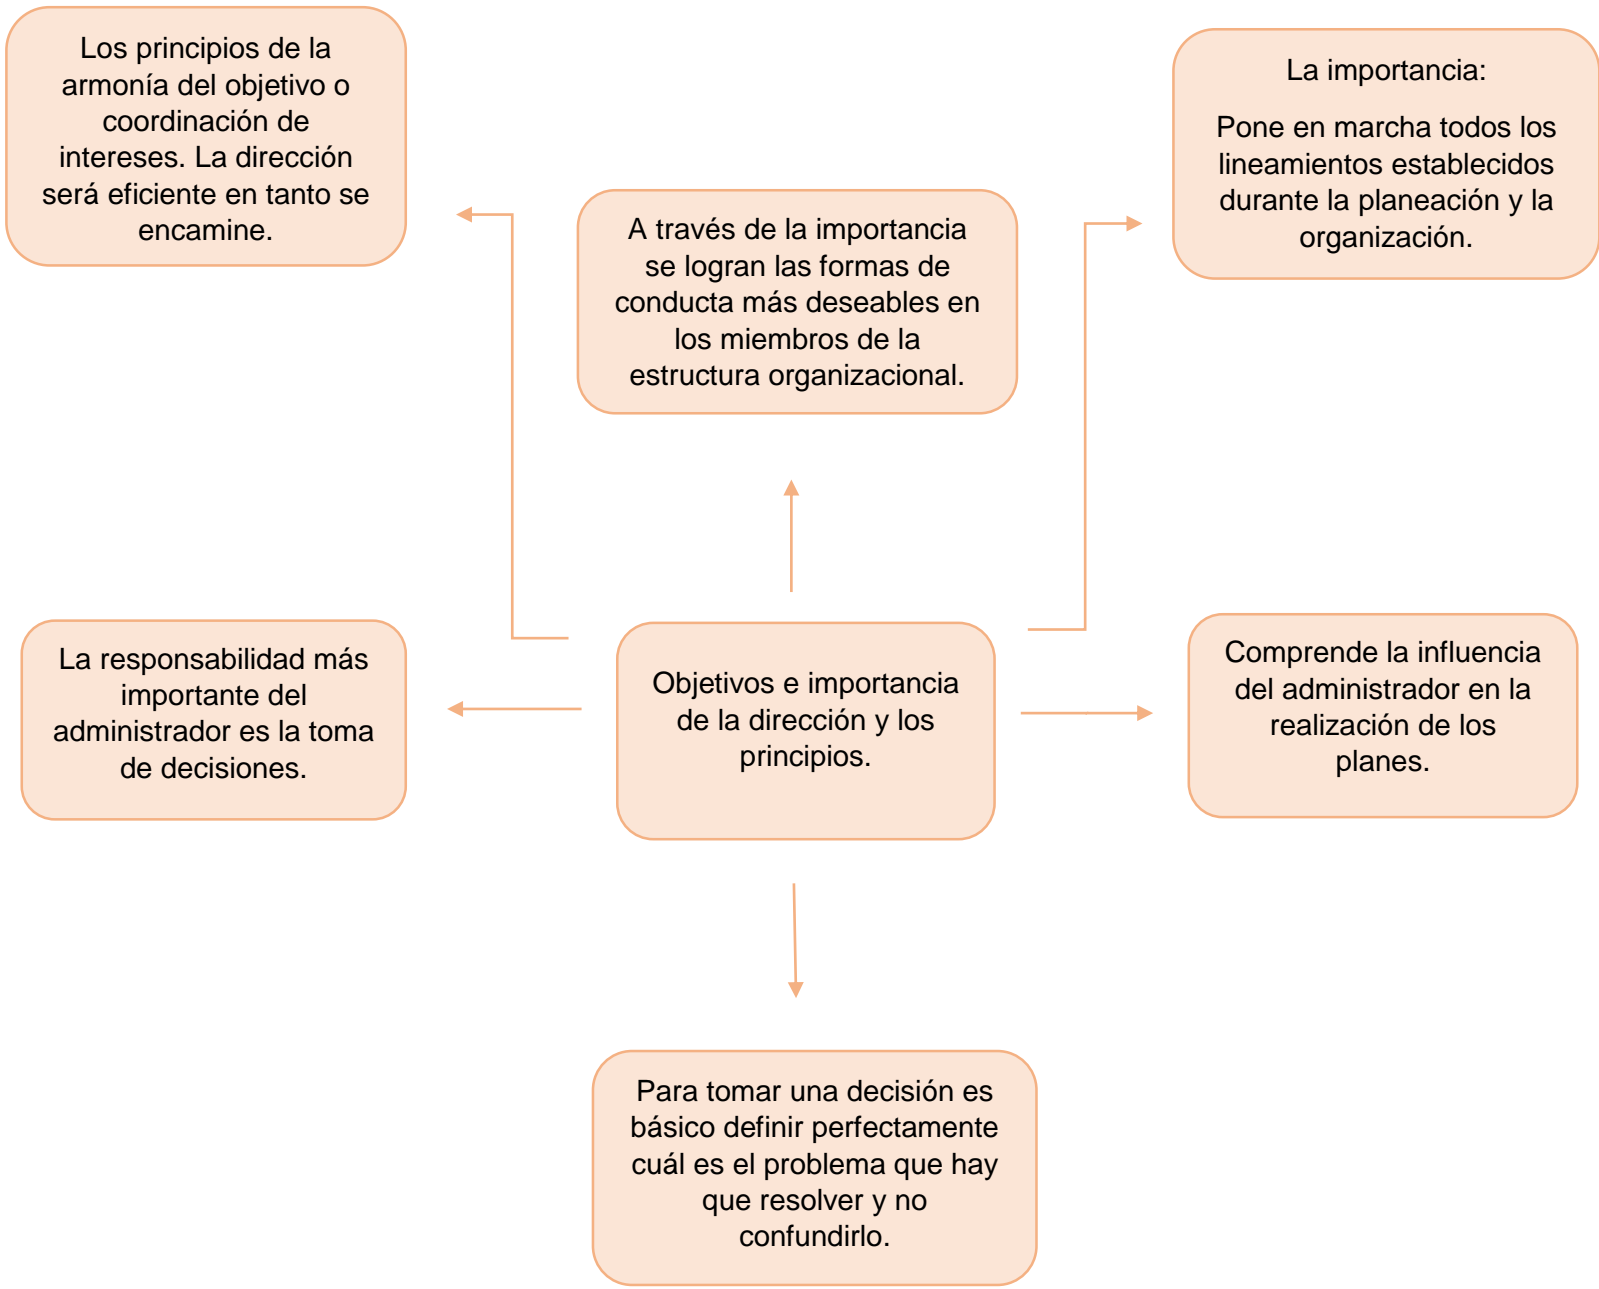 Los principios de la
armonía del objetivo o
coordinación de
intereses. La dirección
será eficiente en tanto se
encamine.
A través de la importancia
se logran las formas de
conducta más deseables en
los miembros de la
estructura organizacional.
La importancia:
Pone en marcha todos los
lineamientos establecidos
durante la planeación y la
organización.
La responsabilidad más
importante del
administrador es la toma
de decisiones.
Objetivos e importancia
de la dirección y los
principios.
Comprende la influencia
del administrador en la
realización de los
planes.
Para tomar una decisión es
básico definir perfectamente
cuál es el problema que hay
que resolver y no
confundirlo.